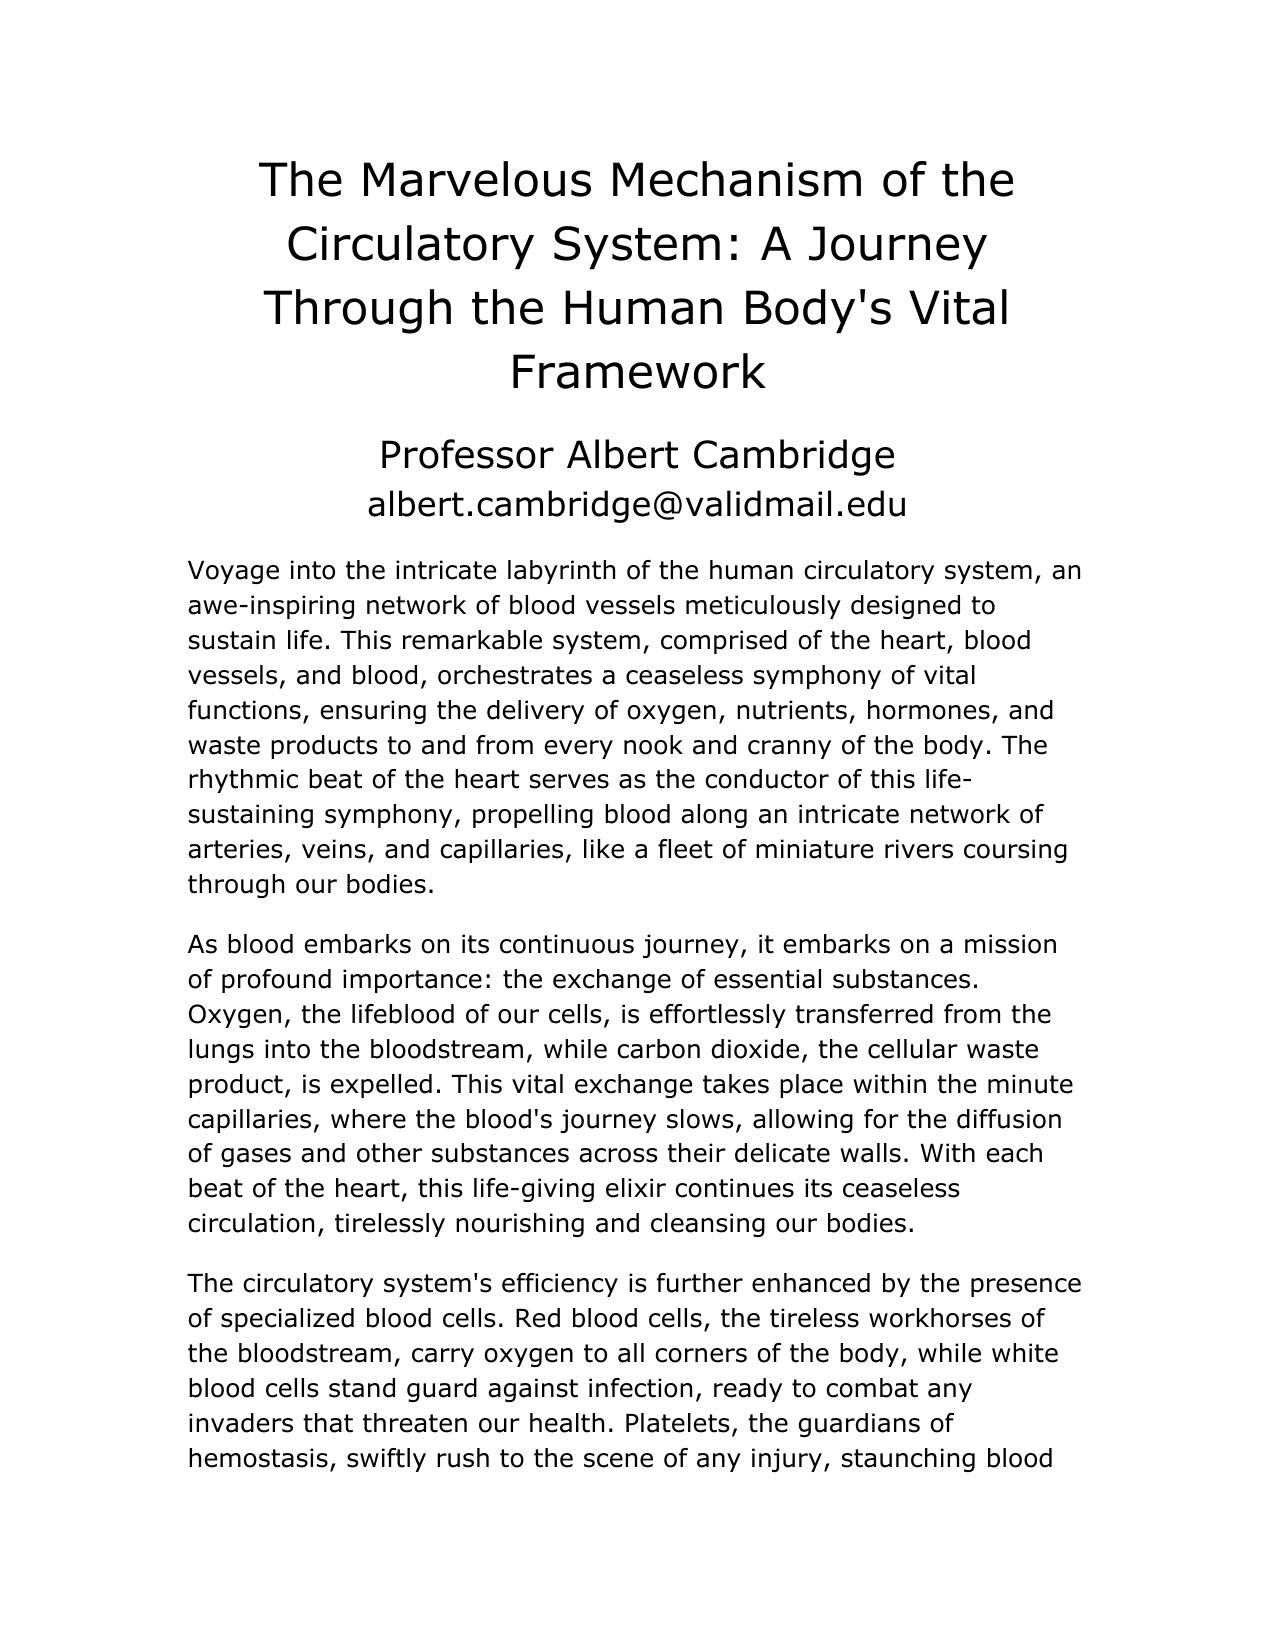 The Marvelous Mechanism of the
Circulatory System: A Journey
Through the Human Body's Vital
Framework
Professor Albert Cambridge
albert.cambridge@validmail.edu
Voyage into the intricate labyrinth of the human circulatory system, an
awe-inspiring network of blood vessels meticulously designed to
sustain life. This remarkable system, comprised of the heart, blood
vessels, and blood, orchestrates a ceaseless symphony of vital
functions, ensuring the delivery of oxygen, nutrients, hormones, and
waste products to and from every nook and cranny of the body. The
rhythmic beat of the heart serves as the conductor of this life-
sustaining symphony, propelling blood along an intricate network of
arteries, veins, and capillaries, like a fleet of miniature rivers coursing
through our bodies.
As blood embarks on its continuous journey, it embarks on a mission
of profound importance: the exchange of essential substances.
Oxygen, the lifeblood of our cells, is effortlessly transferred from the
lungs into the bloodstream, while carbon dioxide, the cellular waste
product, is expelled. This vital exchange takes place within the minute
capillaries, where the blood's journey slows, allowing for the diffusion
of gases and other substances across their delicate walls. With each
beat of the heart, this life-giving elixir continues its ceaseless
circulation, tirelessly nourishing and cleansing our bodies.
The circulatory system's efficiency is further enhanced by the presence
of specialized blood cells. Red blood cells, the tireless workhorses of
the bloodstream, carry oxygen to all corners of the body, while white
blood cells stand guard against infection, ready to combat any
invaders that threaten our health. Platelets, the guardians of
hemostasis, swiftly rush to the scene of any injury, staunching blood